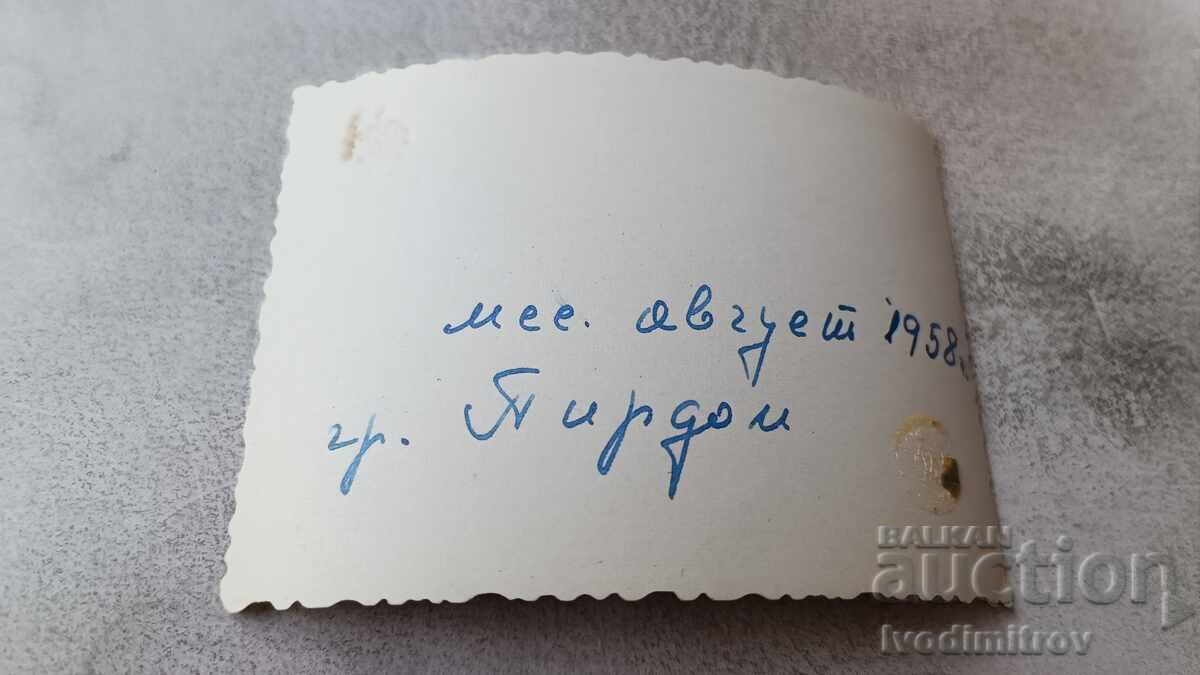 мес. август 1958
гр. Пирдоп
BALKAN
auction
Ivodimitrov